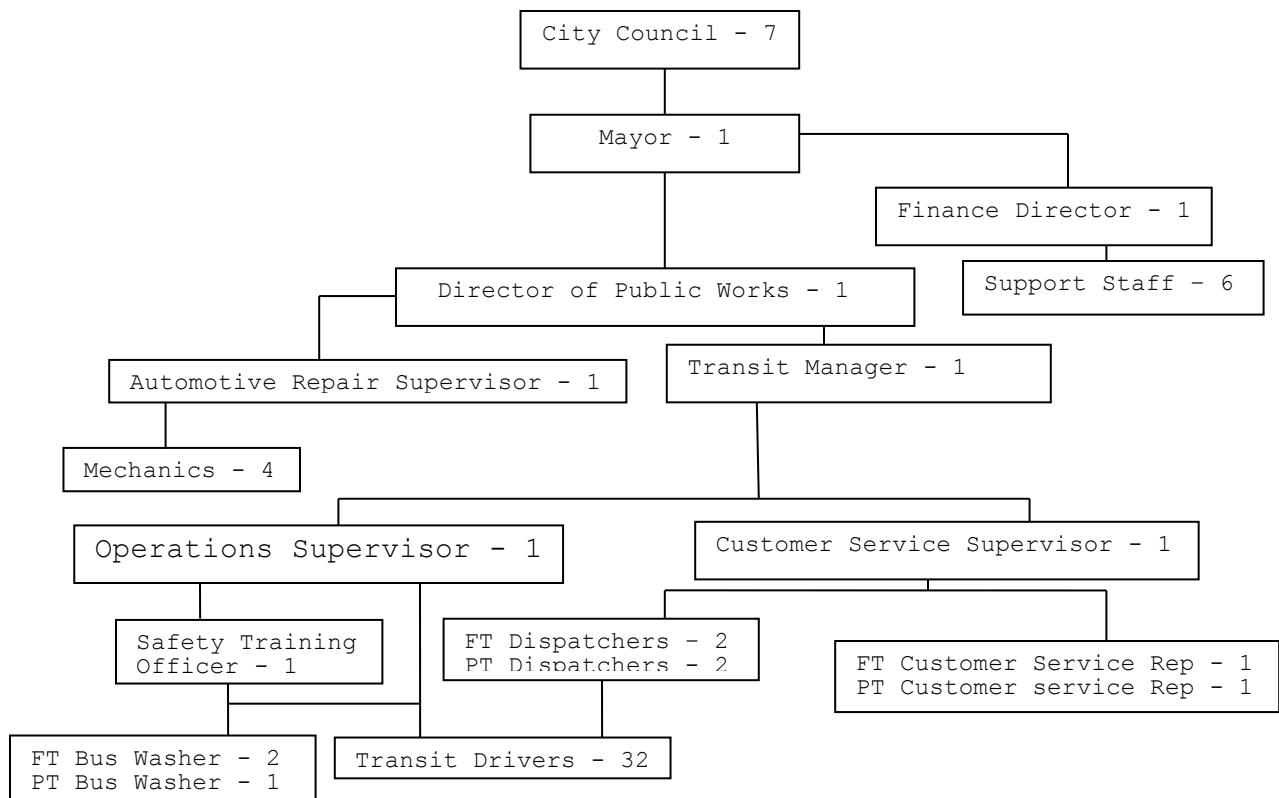 City Council - 7
Mayor - 1
Finance Director - 1
Support Staff – 6
Director of Public Works - 1
Transit Manager - 1
Automotive Repair Supervisor - 1
Mechanics - 4
Operations Supervisor - 1
Customer Service Supervisor - 1
Safety Training
Officer - 1
FT Dispatchers – 2
PT Dispatchers - 2
FT Customer Service Rep - 1
PT Customer service Rep - 1
FT Bus Washer - 2
PT Bus Washer - 1
Transit Drivers - 32